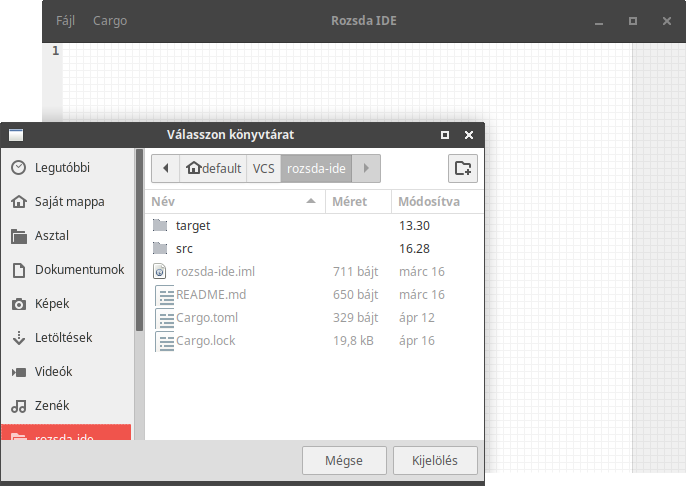 Fájl Cargo Rozsda IDE
1
Válasszon könyvtárat
Legutóbbi
Saját mappa
Asztal
Dokumentumok
Képek
Letöltések
Videók
Zenék
rozsda-ide
default VCS rozsda-ide
Név Méret Módosítva
target 13.30
src 16.28
rozsda-ide.iml 711 bájt márc 16
README.md 650 bájt márc 16
Cargo.toml 329 bájt ápr 12
Cargo.lock 19,8 kB ápr 16
Mégse Kijelölés